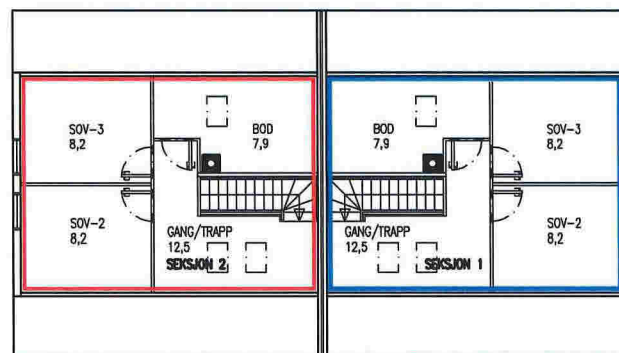 SOV-3
8,2
BOD
7,9
SOV-2
8,2
GANG/TRAPP
12,5
SEKSJON 2
BOD
7,9
SOV-3
8,2
GANG/TRAPP
12,5
SEKSJON 1
SOV-2
8,2